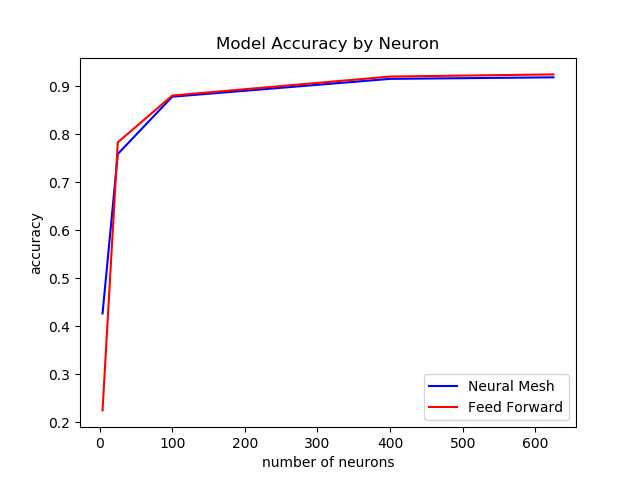 Model Accuracy by Neuron
accuracy
0.9
0.8
0.7
0.6
0.5
0.4
0.3
0.2
0 100 200 300 400 500 600
number of neurons
Neural Mesh
Feed Forward